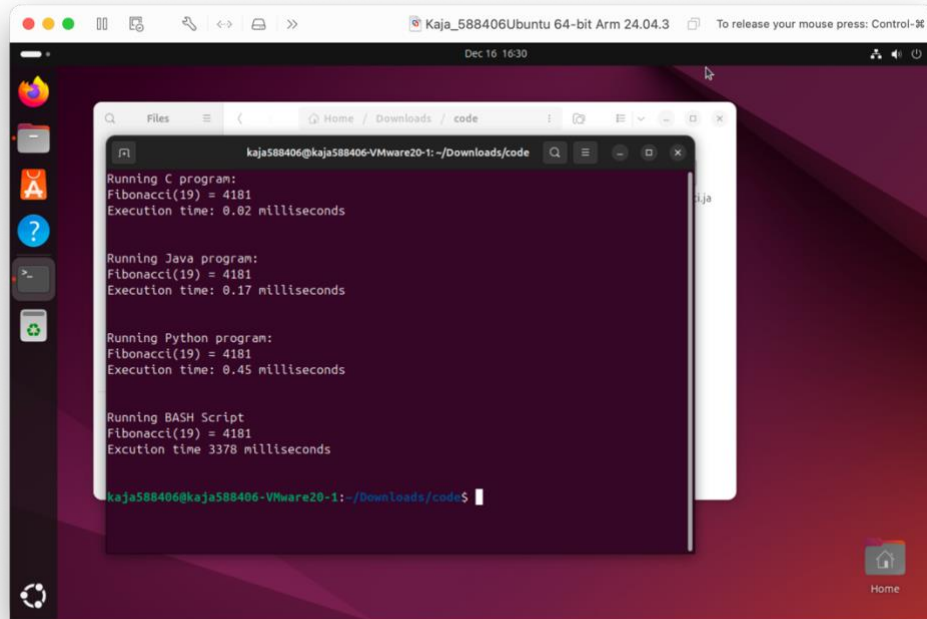 Kaja_588406Ubuntu 64-bit Arm 24.04.3
To release your mouse press: Control-⌘
Dec 16 16:30
Files
Home / Downloads / code
kaja588406@kaja588406-VMware20-1: ~/Downloads/code
ci.ja
Running C program:
Fibonacci(19) = 4181
Execution time: 0.02 milliseconds
Running Java program:
Fibonacci(19) = 4181
Execution time: 0.17 milliseconds
Running Python program:
Fibonacci(19) = 4181
Execution time: 0.45 milliseconds
Running BASH Script
Fibonacci(19) = 4181
Excution time 3378 milliseconds
kaja588406@kaja588406-VMware20-1:~/Downloads/code$
Home